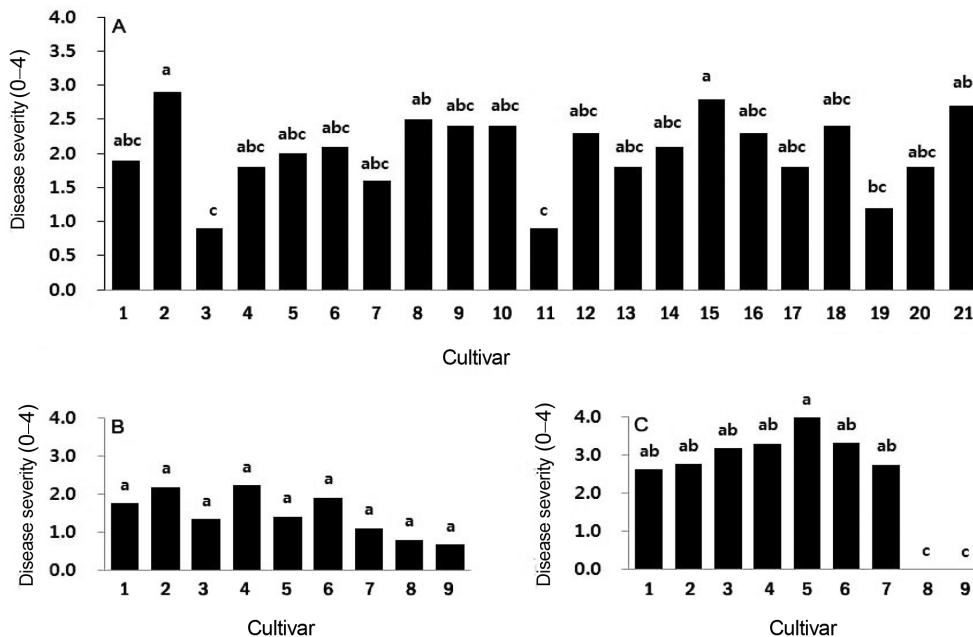 A
Disease severity (0–4)
4.0
3.5
3.0
2.5
2.0
1.5
1.0
0.5
0.0
abc a c abc abc abc abc ab abc abc c abc abc abc a abc abc abc bc abc ab
1 2 3 4 5 6 7 8 9 10 11 12 13 14 15 16 17 18 19 20 21
Cultivar
B
Disease severity (0–4)
4.0
3.0
2.0
1.0
0.0
a a a a a a a a a
1 2 3 4 5 6 7 8 9
Cultivar
C
Disease severity (0–4)
4.0
3.0
2.0
1.0
0.0
ab ab ab ab a ab ab c c
1 2 3 4 5 6 7 8 9
Cultivar